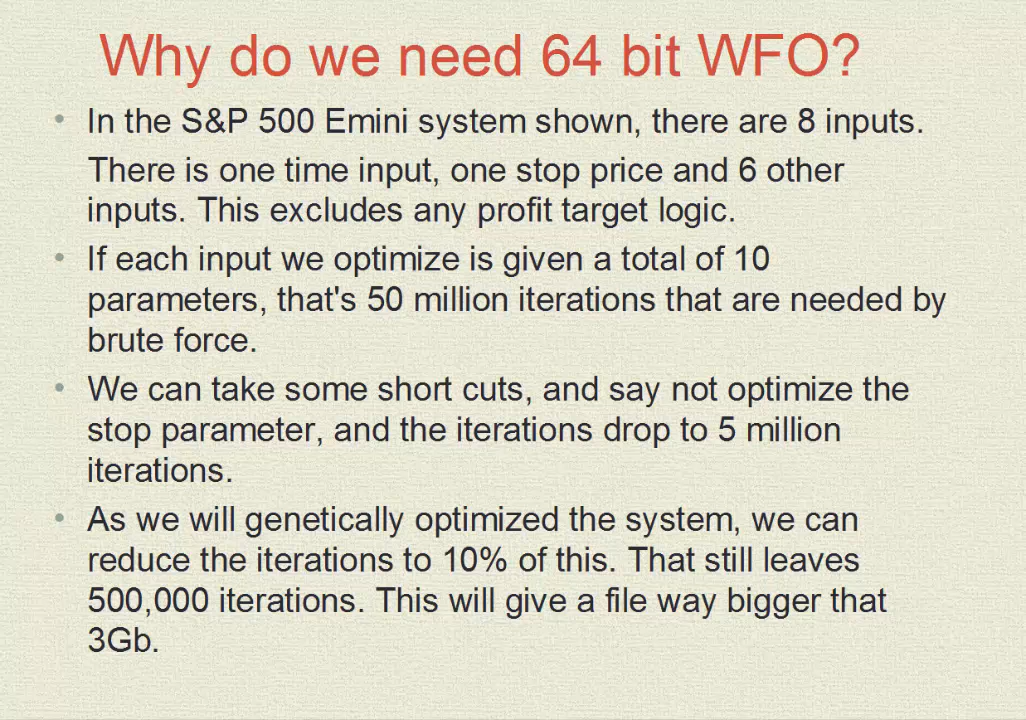 Why do we need 64 bit WFO?
• In the S&P 500 Emini system shown, there are 8 inputs.
There is one time input, one stop price and 6 other
inputs. This excludes any profit target logic.
• If each input we optimize is given a total of 10
parameters, that's 50 million iterations that are needed by
brute force.
• We can take some short cuts, and say not optimize the
stop parameter, and the iterations drop to 5 million
iterations.
• As we will genetically optimized the system, we can
reduce the iterations to 10% of this. That still leaves
500,000 iterations. This will give a file way bigger that
3Gb.